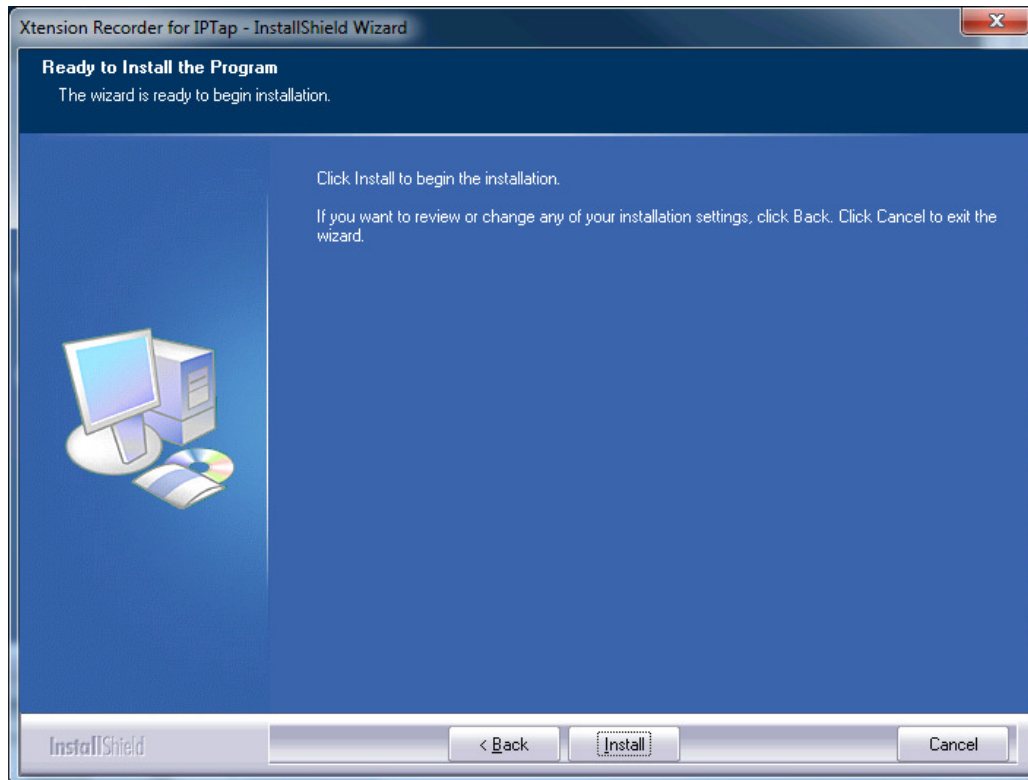 Xtension Recorder for IPTap - InstallShield Wizard
Ready to Install the Program
The wizard is ready to begin installation.
Click Install to begin the installation.
If you want to review or change any of your installation settings, click Back. Click Cancel to exit the
wizard.
InstallShield
< Back
Install
Cancel